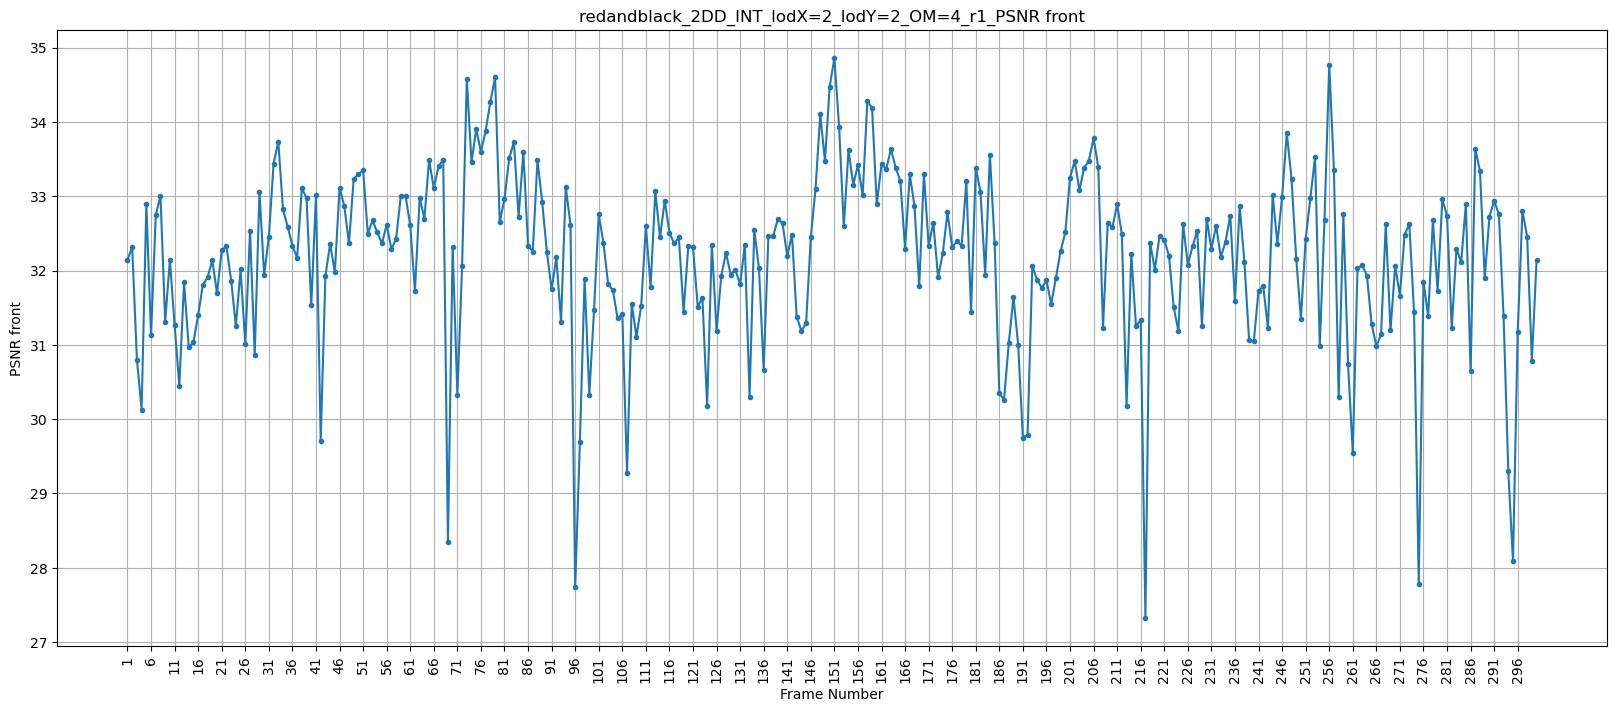 redandblack_2DD_INT_lodX=2_lodY=2_OM=4_r1_PSNR front
PSNR front
35
34
33
32
31
30
29
28
27
1 6 11 16 21 26 31 36 41 46 51 56 61 66 71 76 81 86 91 96 101 106 111 116 121 126 131 136 141 146 151 156 161 166 171 176 181 186 191 196 201 206 211 216 221 226 231 236 241 246 251 256 261 266 271 276 281 286 291 296
Frame Number